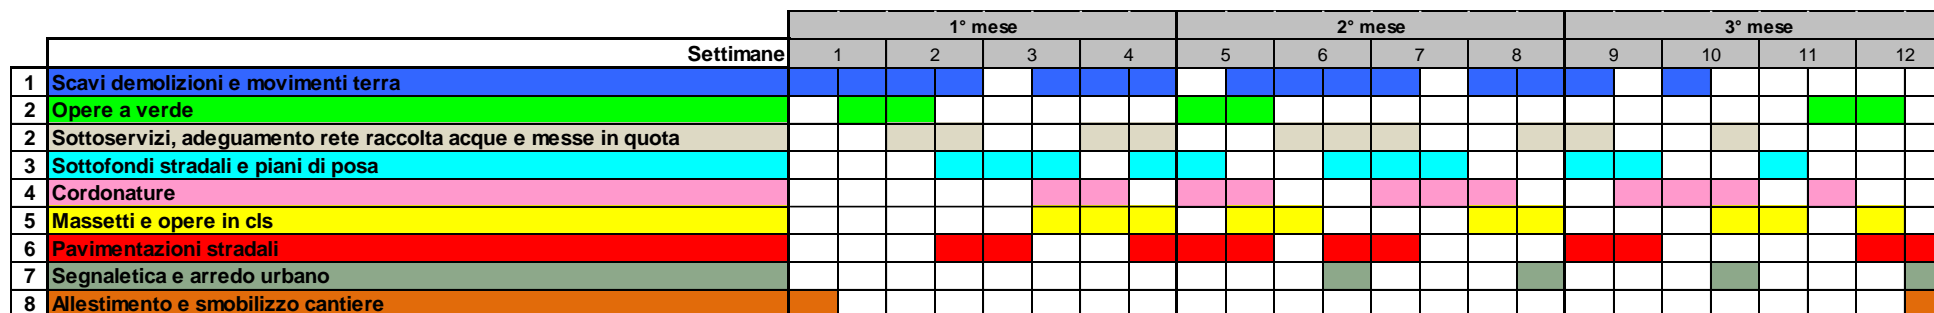 1° mese 2° mese 3° mese
Settimane 1 2 3 4 5 6 7 8 9 10 11 12
1 Scavi demolizioni e movimenti terra
2 Opere a verde
2 Sottoservizi, adeguamento rete raccolta acque e messe in quota
3 Sottofondi stradali e piani di posa
4 Cordonature
5 Massetti e opere in cls
6 Pavimentazioni stradali
7 Segnaletica e arredo urbano
8 Allestimento e smobilizzo cantiere